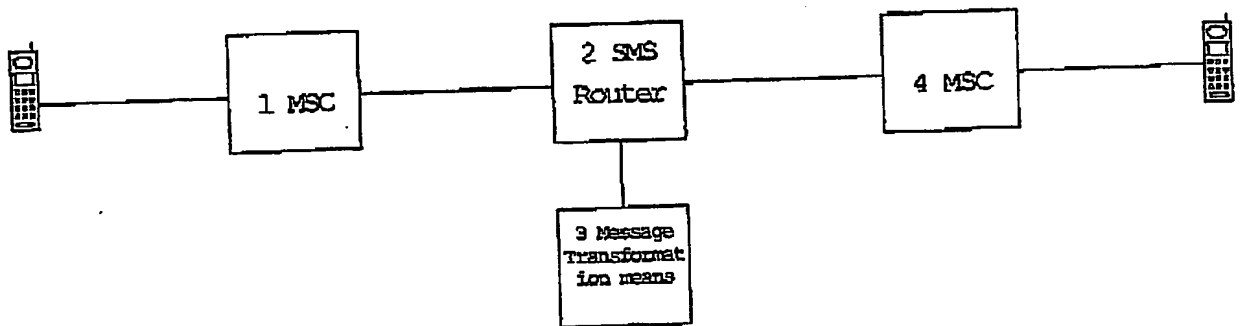 1 MSC
2 SMS
Router
4 MSC
3 Message
Transformat
ion means